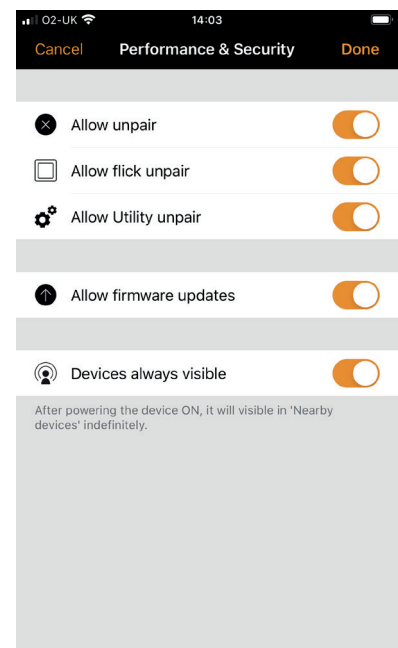 O2-UK 14:03
Cancel Performance & Security Done
Allow unpair
Allow flick unpair
Allow Utility unpair
Allow firmware updates
Devices always visible
After powering the device ON, it will visible in 'Nearby
devices' indefinitely.